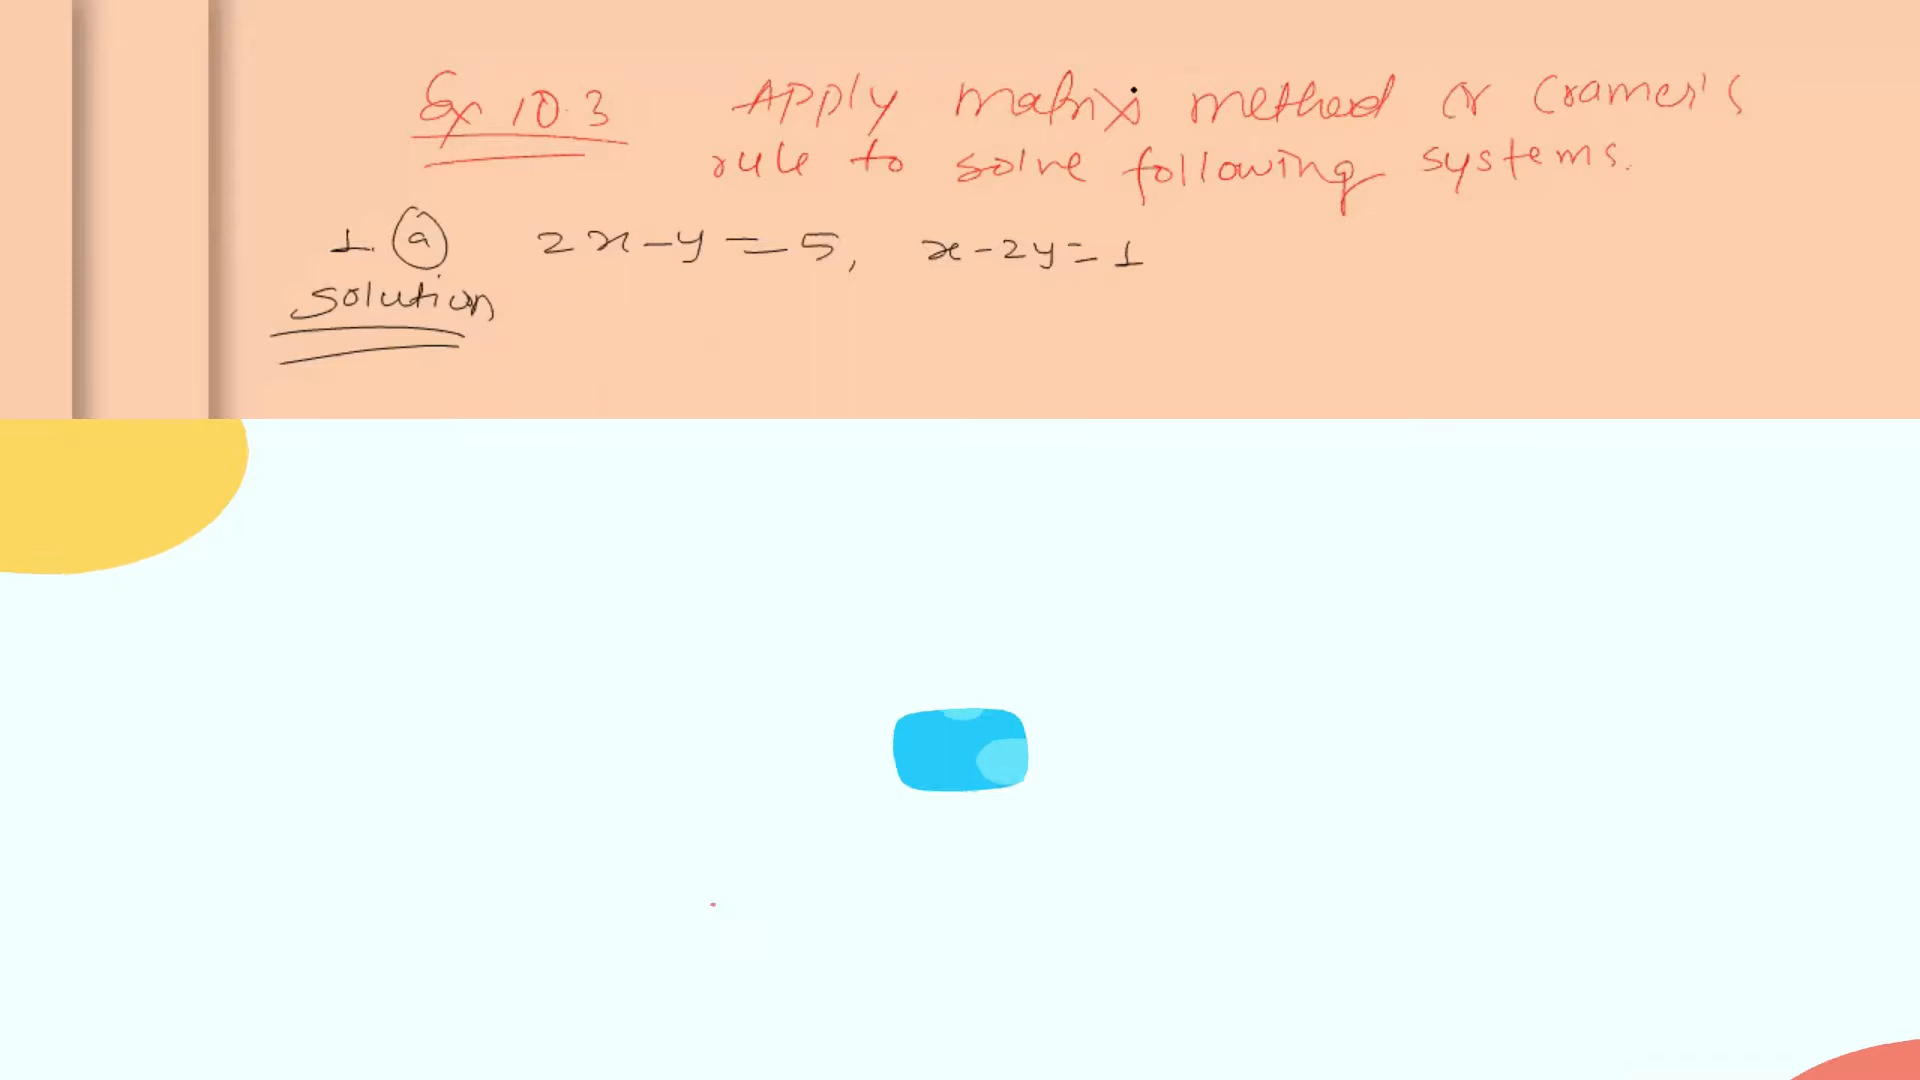 Ex 10.3 Apply matrix method or Cramer's
rule to solve following systems.
1. (a) 2x-y=5, x-2y=1
solution